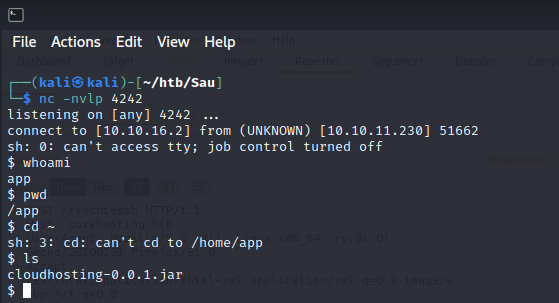 File Actions Edit View Help
┌──(kali㉿kali)-[~/htb/Sau]
└─$ nc -nvlp 4242
listening on [any] 4242 ...
connect to [10.10.16.2] from (UNKNOWN) [10.10.11.230] 51662
sh: 0: can't access tty; job control turned off
$ whoami
app
$ pwd
/app
$ cd ~
sh: 3: cd: can't cd to /home/app
$ ls
cloudhosting-0.0.1.jar
$